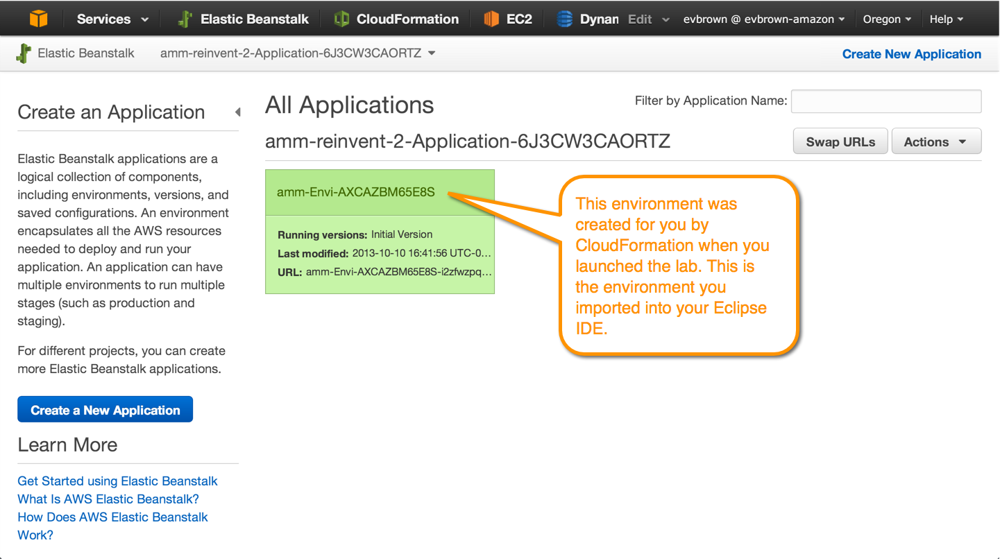 Services Elastic Beanstalk CloudFormation EC2 Dynan Edit evbrown @ evbrown-amazon Oregon Help
Elastic Beanstalk amm-reinvent-2-Application-6J3CW3CAORTZ Create New Application
Create an Application
Elastic Beanstalk applications are a
logical collection of components,
including environments, versions, and
saved configurations. An environment
encapsulates all the AWS resources
needed to deploy and run your
application. An application can have
multiple environments to run multiple
stages (such as production and
staging).
For different projects, you can create
more Elastic Beanstalk applications.
Create a New Application
Learn More
Get Started using Elastic Beanstalk
What Is AWS Elastic Beanstalk?
How Does AWS Elastic Beanstalk
Work?
All Applications
Filter by Application Name:
amm-reinvent-2-Application-6J3CW3CAORTZ
Swap URLs Actions
amm-Envi-AXCAZBM65E8S
Running versions: Initial Version
Last modified: 2013-10-10 16:41:56 UTC-0...
URL: amm-Envi-AXCAZBM65E8S-i2zfwzpq...
This environment was
created for you by
CloudFormation when you
launched the lab. This is
the environment you
imported into your Eclipse
IDE.